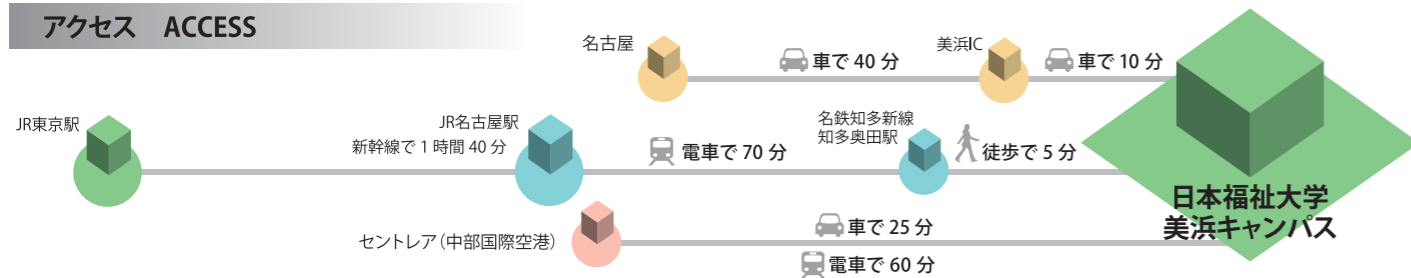 アクセス ACCESS
名古屋
車で 40 分
美浜IC
車で 10 分
JR東京駅
JR名古屋駅
新幹線で 1 時間 40 分
電車で 70 分
名鉄知多新線
知多奥田駅
徒歩で 5 分
セントレア(中部国際空港)
車で 25 分
電車で 60 分
日本福祉大学
美浜キャンパス